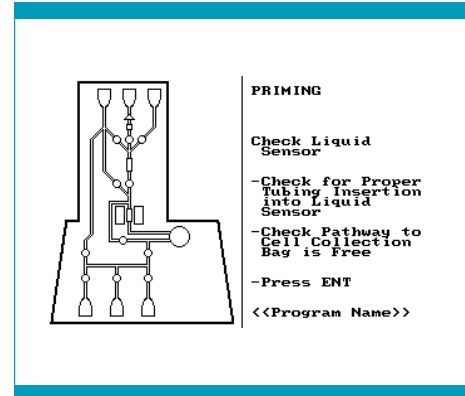 PRIMING
Check Liquid
Sensor
-Check for Proper
Tubing Insertion
into Liquid
Sensor
-Check Pathway to
Cell Collection
Bag is Free
-Press ENT
<<Program Name>>